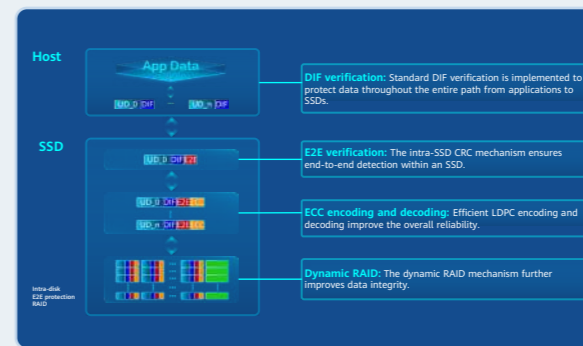 Host
App Data
UD_0 DIF
UD_n DIF
DIF verification: Standard DIF verification is implemented to
protect data throughout the entire path from applications to
SSDs.
SSD
UD_0 DIF E2E
E2E verification: The intra-SSD CRC mechanism ensures
end-to-end detection within an SSD.
UD_0 DIF E2E ECC
UD_n DIF E2E ECC
ECC encoding and decoding: Efficient LDPC encoding and
decoding improve the overall reliability.
Dynamic RAID: The dynamic RAID mechanism further
improves data integrity.
Intra-disk
E2E protection
RAID